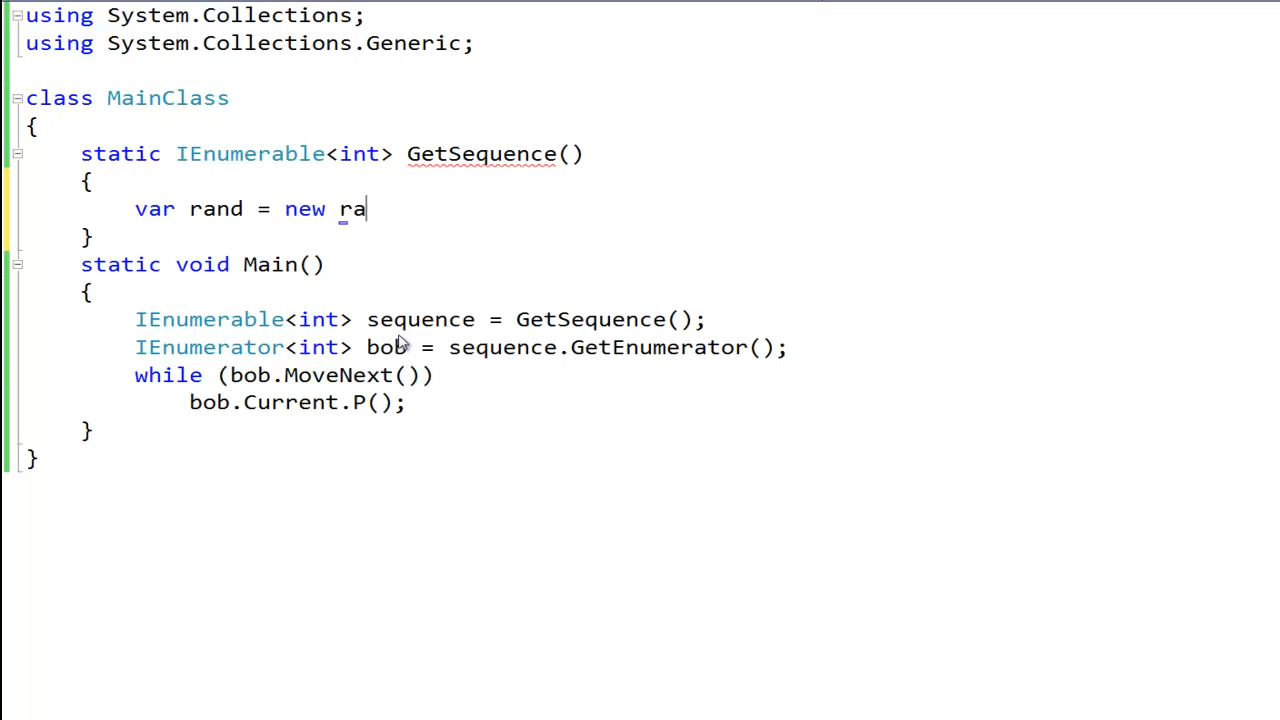 using System.Collections;
using System.Collections.Generic;
class MainClass
{
static IEnumerable<int> GetSequence()
{
var rand = new ra
}
static void Main()
{
IEnumerable<int> sequence = GetSequence();
IEnumerator<int> bob = sequence.GetEnumerator();
while (bob.MoveNext())
bob.Current.P();
}
}